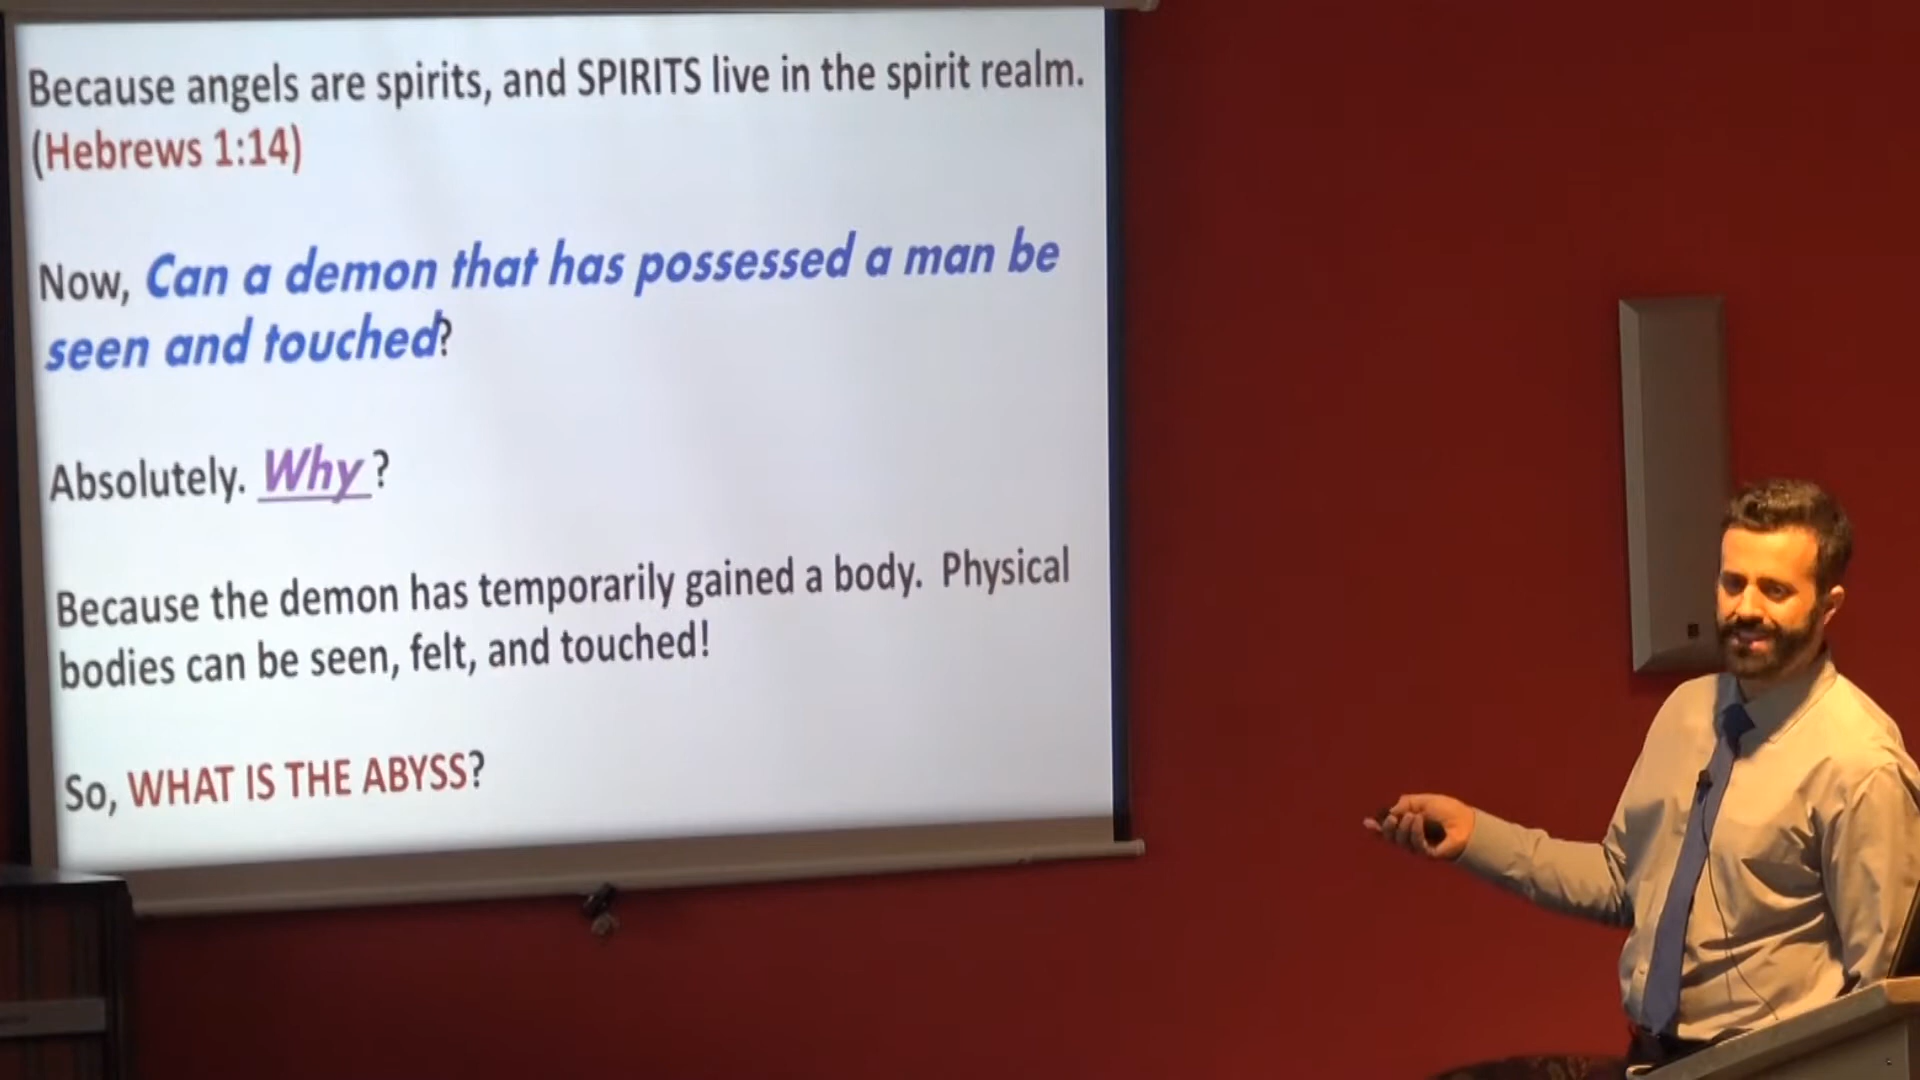 Because angels are spirits, and SPIRITS live in the spirit realm.
(Hebrews 1:14)
Now, Can a demon that has possessed a man be
seen and touched?
Absolutely. Why ?
Because the demon has temporarily gained a body. Physical
bodies can be seen, felt, and touched!
So, WHAT IS THE ABYSS?